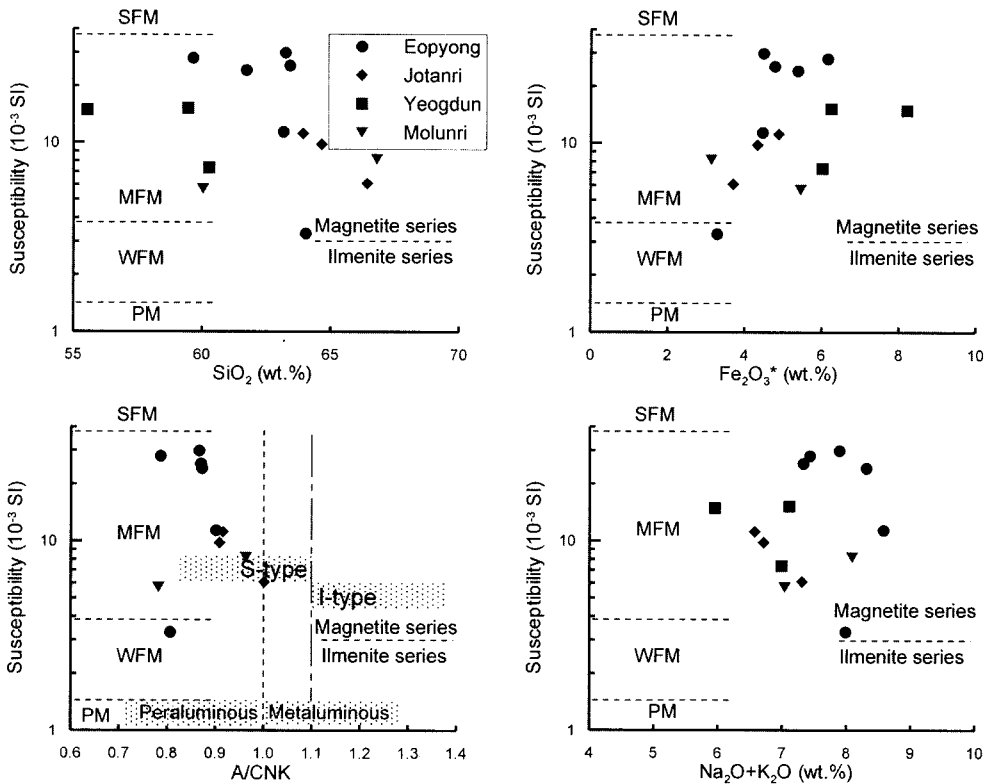 SFM
Susceptibility (10⁻³ SI)
10
MFM
WFM
PM
1
Eopyong
Jotanri
Yeogdun
Molunri
Magnetite series
Ilmenite series
55 60 65 70
SiO₂ (wt.%)
SFM
Susceptibility (10⁻³ SI)
10
MFM
WFM
PM
1
Magnetite series
Ilmenite series
0 2 4 6 8 10
Fe₂O₃* (wt.%)
SFM
Susceptibility (10⁻³ SI)
10
MFM
S-type
I-type
WFM
Magnetite series
Ilmenite series
PM
Peraluminous Metaluminous
1
0.6 0.7 0.8 0.9 1.0 1.1 1.2 1.3 1.4
A/CNK
SFM
Susceptibility (10⁻³ SI)
10
MFM
WFM
PM
1
Magnetite series
Ilmenite series
4 5 6 7 8 9 10
Na₂O+K₂O (wt.%)